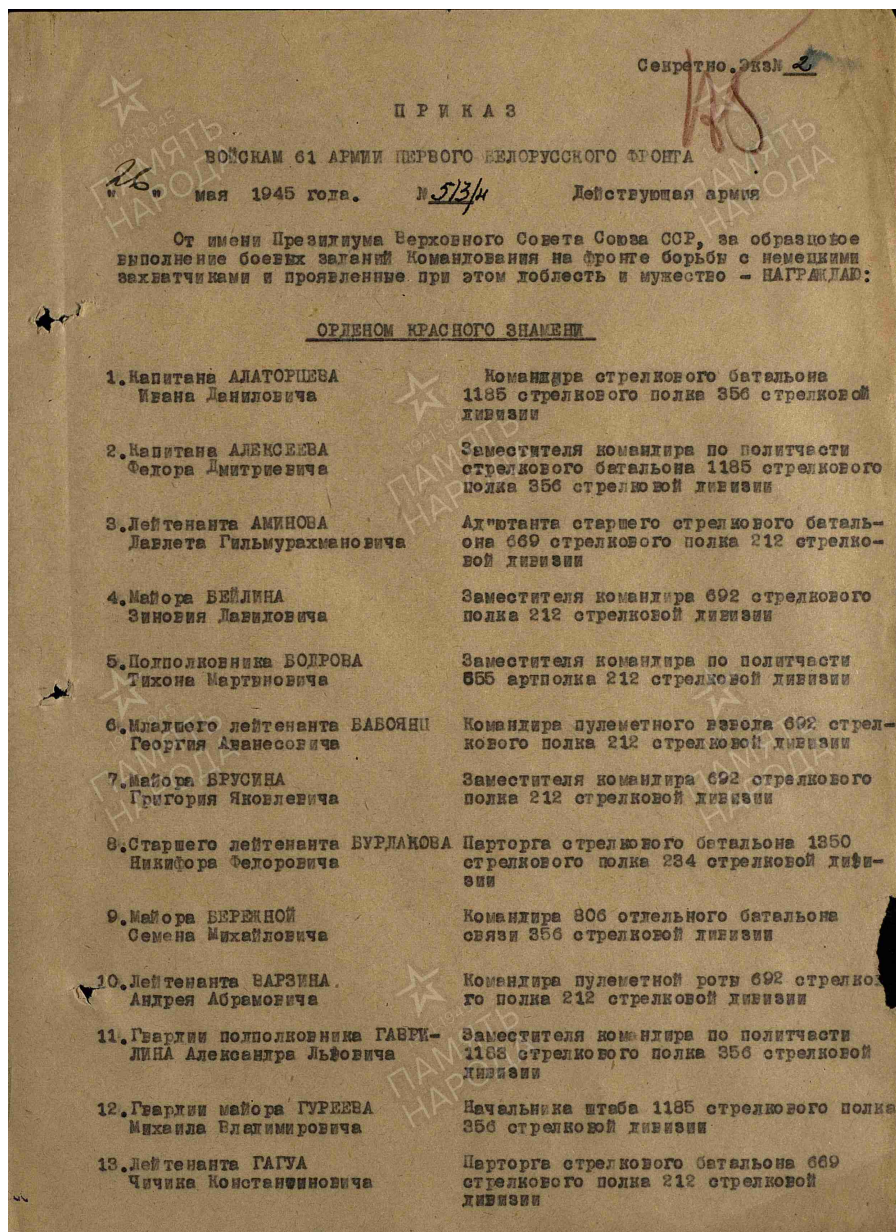 Секретно.Экз№ 2
ПРИКАЗ
ВОЙСКАМ 61 АРМИИ ПЕРВОГО БЕЛОРУССКОГО ФРОНТА
"26" мая 1945 года. № 513/н Действующая армия
От имени Президиума Верховного Совета Союза ССР, за образцовое
выполнение боевых заданий Командования на фронте борьбы с немецкими
захватчиками и проявленные при этом доблесть и мужество – НАГРАЖДАЮ:
ОРДЕНОМ КРАСНОГО ЗНАМЕНИ
1.Капитана АЛАТОРЦЕВА Командира стрелкового батальона
Ивана Даниловича 1185 стрелкового полка 356 стрелковой
дивизии
2.Капитана АЛЕКСЕЕВА Заместителя командира по политчасти
Федора Дмитриевича стрелкового батальона 1185 стрелкового
полка 356 стрелковой дивизии
3.Лейтенанта АМИНОВА Ад"ютанта старшего стрелкового баталь-
Давлета Гильмурахмановича она 669 стрелкового полка 212 стрелко-
вой дивизии
4.Майора БЕЙЛИНА Заместителя командира 692 стрелкового
Зиновия Давидовича полка 212 стрелковой дивизии
5.Подполковника БОДРОВА Заместителя командира по политчасти
Тихона Мартыновича 655 артполка 212 стрелковой дивизии
6.Младшего лейтенанта БАБОЯНЦ Командира пулеметного взвода 692 стрел-
Георгия Аванесовича кового полка 212 стрелковой дивизии
7.Майора БРУСИНА Заместителя командира 692 стрелкового
Григория Яковлевича полка 212 стрелковой дивизии
8.Старшего лейтенанта БУРЛАКОВА Парторга стрелкового батальона 1350
Никифора Федоровича стрелкового полка 234 стрелковой диви-
зии
9.Майора БЕРЕЖНОЙ Командира 806 отдельного батальона
Семена Михайловича связи 356 стрелковой дивизии
10.Лейтенанта ВАРЗИНА. Командира пулеметной роты 692 стрелко
Андрея Абрамовича го полка 212 стрелковой дивизии
11.Гвардии подполковника ГАВРИ- Заместителя командира по политчасти
ЛИНА Александра Львовича 1183 стрелкового полка 356 стрелковой
дивизии
12.Гвардии майора ГУРЕЕВА Начальника штаба 1185 стрелкового полка
Михаила Владимировича 356 стрелковой дивизии
13.Лейтенанта ГАГУА Парторга стрелкового батальона 669
Чичика Константиновича стрелкового полка 212 стрелковой
дивизии
ПАМЯТЬ
НАРОДА